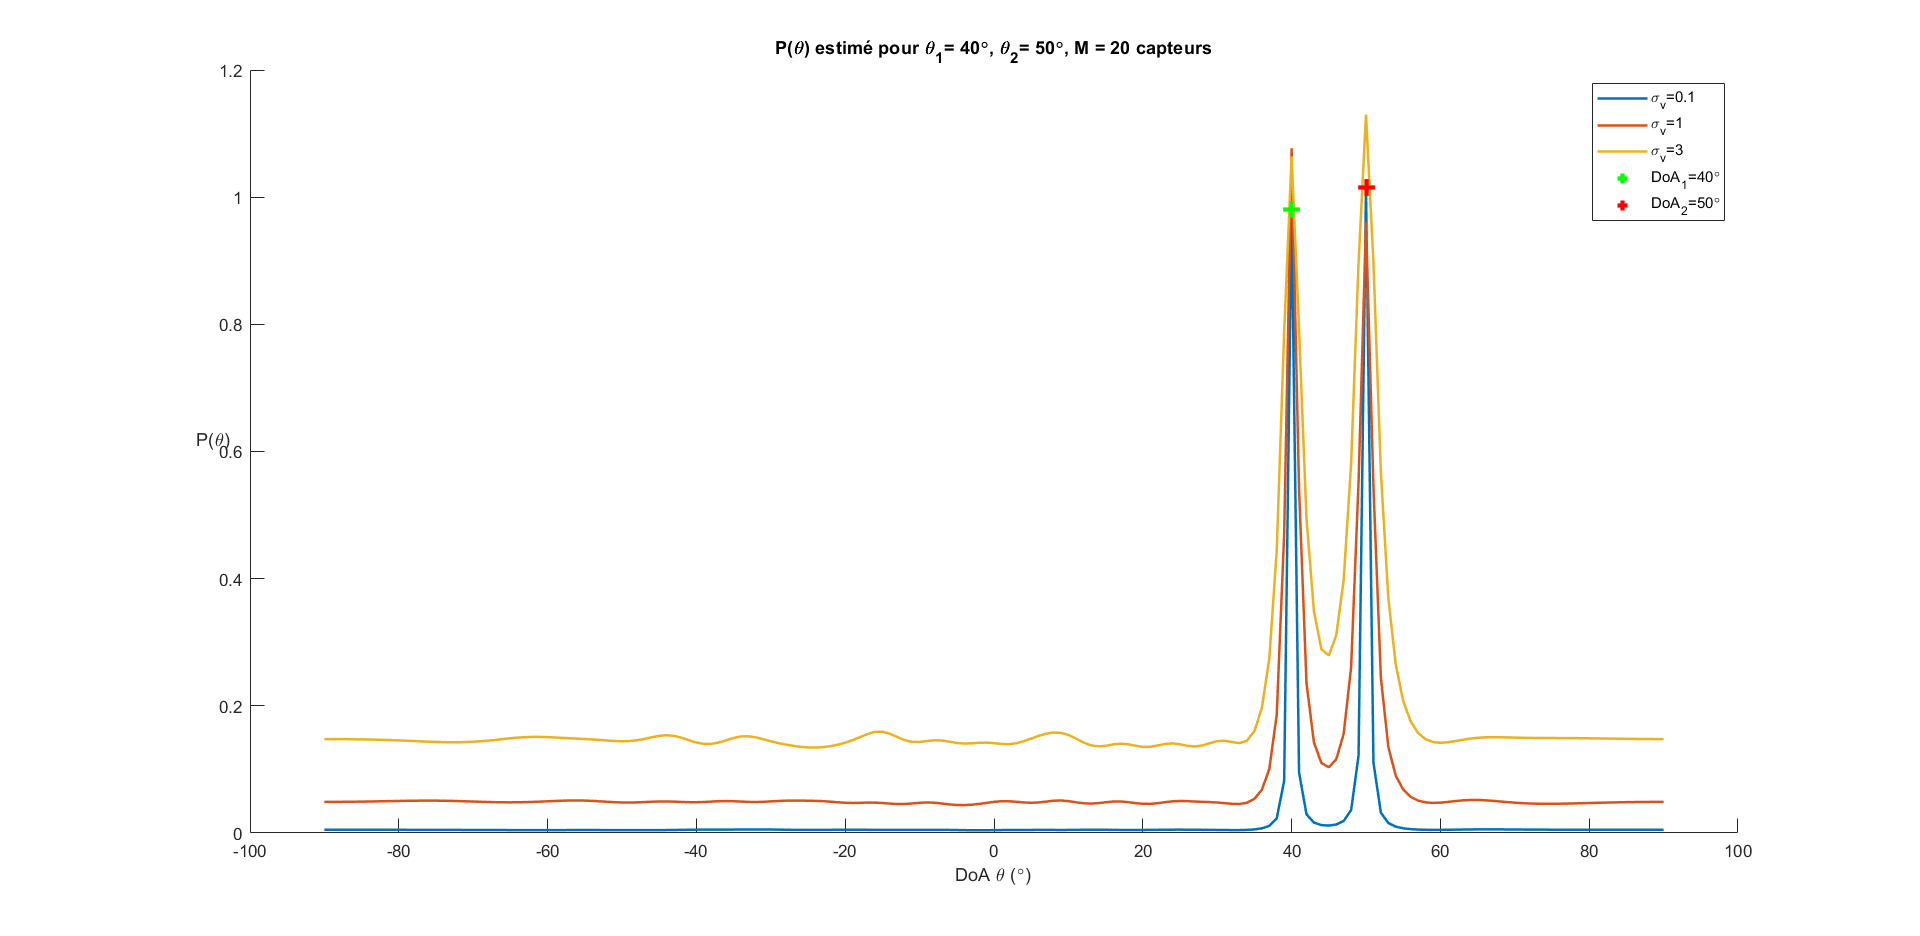 P(θ) estimé pour θ1= 40°, θ2= 50°, M = 20 capteurs
1.2
1
0.8
P(θ)
0.6
0.4
0.2
0
-100 -80 -60 -40 -20 0 20 40 60 80 100
DoA θ (°)
σv=0.1
σv=1
σv=3
DoA1=40°
DoA2=50°